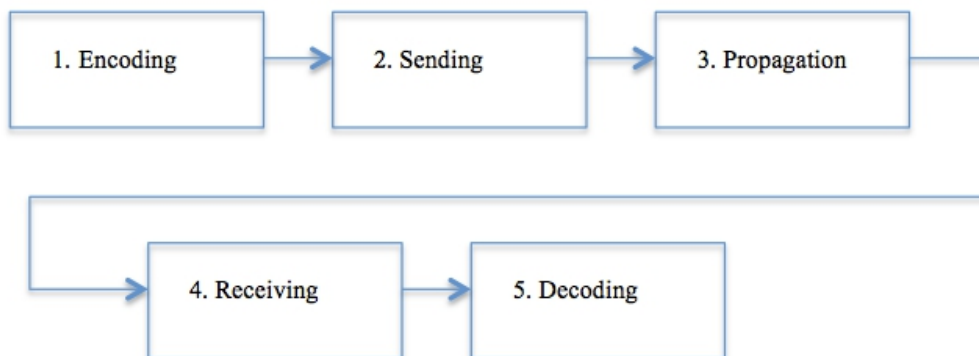 1. Encoding
2. Sending
3. Propagation
4. Receiving
5. Decoding